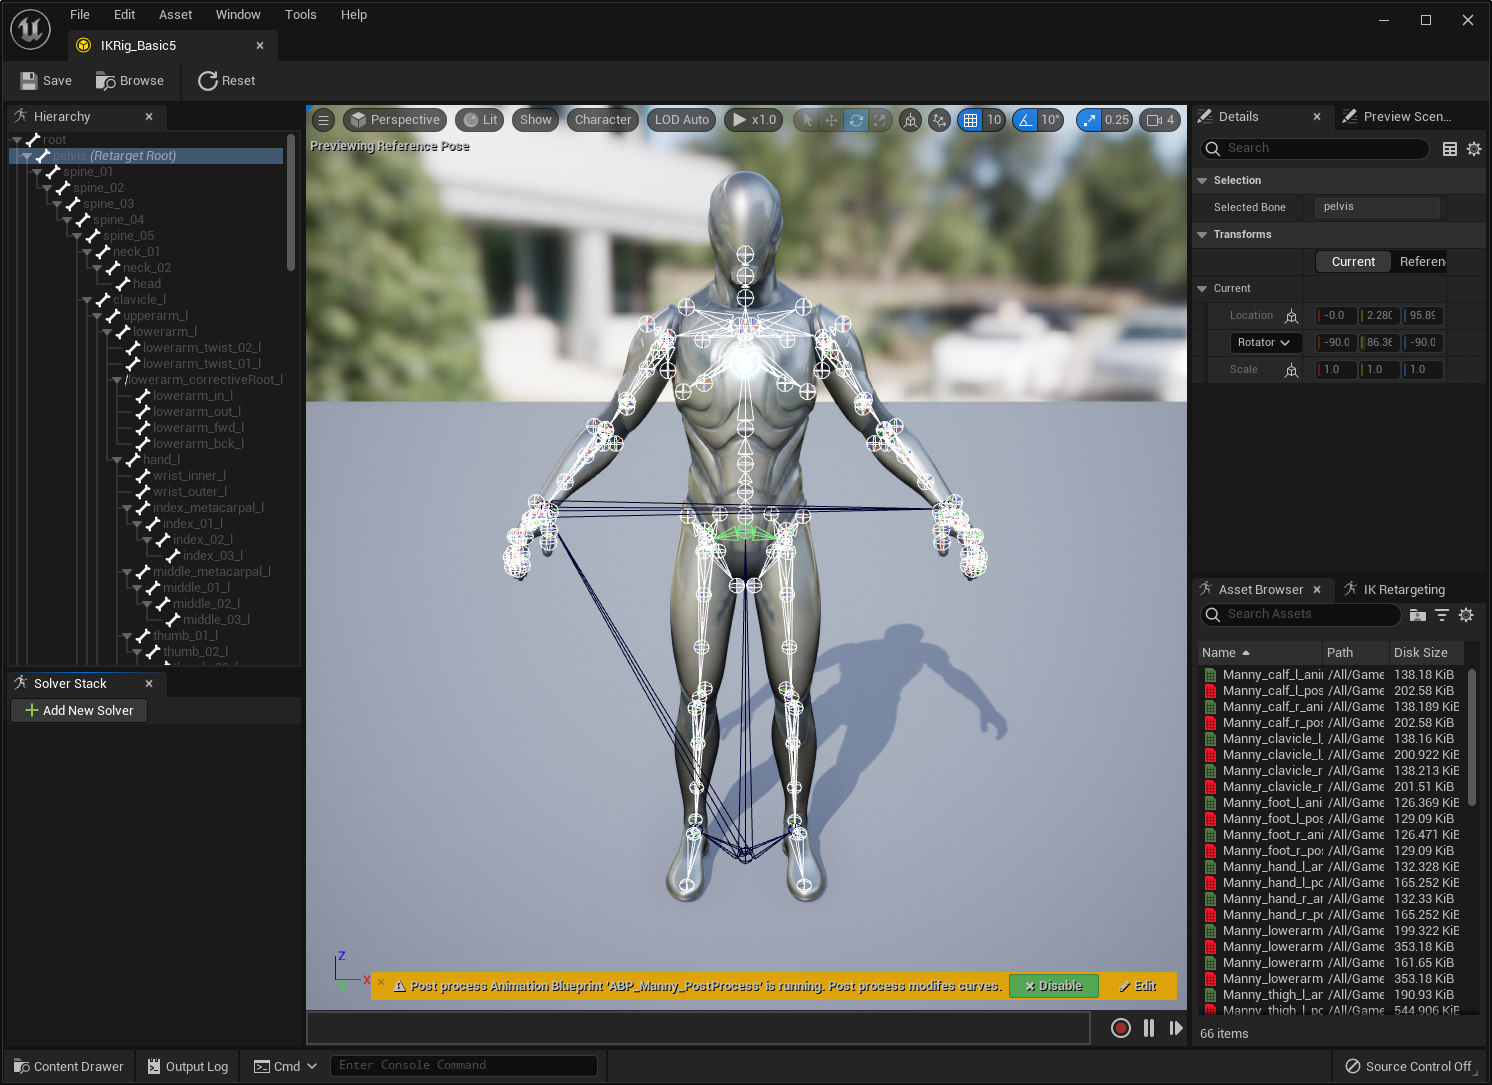 File Edit Asset Window Tools Help
IKRig_Basic5
Save Browse Reset
Hierarchy
root
pelvis (Retarget Root)
spine_01
spine_02
spine_03
spine_04
spine_05
neck_01
neck_02
head
clavicle_l
upperarm_l
lowerarm_l
lowerarm_twist_02_l
lowerarm_twist_01_l
lowerarm_correctiveRoot_l
lowerarm_in_l
lowerarm_out_l
lowerarm_fwd_l
lowerarm_bck_l
hand_l
wrist_inner_l
wrist_outer_l
index_metacarpal_l
index_01_l
index_02_l
index_03_l
middle_metacarpal_l
middle_01_l
middle_02_l
middle_03_l
thumb_01_l
thumb_02_l
Solver Stack
Add New Solver
Perspective Lit Show Character LOD Auto x1.0 10 10° 0.25 4
Previewing Reference Pose
Z
X
Y
Post process Animation Blueprint 'ABP_Manny_PostProcess' is running. Post process modifes curves. Disable Edit
Details Preview Scen...
Search
Selection
Selected Bone pelvis
Transforms
Current Referen
Current
Location -0.0 2.280 95.89
Rotator -90.0 86.36 -90.0
Scale 1.0 1.0 1.0
Asset Browser IK Retargeting
Search Assets
Name Path Disk Size
Manny_calf_l_ani /All/Game 138.18 KiB
Manny_calf_l_pos /All/Game 202.58 KiB
Manny_calf_r_ani /All/Game 138.189 KiB
Manny_calf_r_pos /All/Game 202.58 KiB
Manny_clavicle_l_ /All/Game 138.16 KiB
Manny_clavicle_l_ /All/Game 200.922 KiB
Manny_clavicle_r /All/Game 138.213 KiB
Manny_clavicle_r /All/Game 201.51 KiB
Manny_foot_l_ani /All/Game 126.369 KiB
Manny_foot_l_pos /All/Game 129.09 KiB
Manny_foot_r_ani /All/Game 126.471 KiB
Manny_foot_r_pos /All/Game 129.09 KiB
Manny_hand_l_ar /All/Game 132.328 KiB
Manny_hand_l_po /All/Game 165.252 KiB
Manny_hand_r_ar /All/Game 132.33 KiB
Manny_hand_r_po /All/Game 165.252 KiB
Manny_lowerarm /All/Game 199.322 KiB
Manny_lowerarm /All/Game 353.18 KiB
Manny_lowerarm /All/Game 161.65 KiB
Manny_lowerarm /All/Game 353.18 KiB
Manny_thigh_l_ar /All/Game 190.93 KiB
Manny_thigh_l_po /All/Game 544.906 KiB
66 items
Content Drawer Output Log Cmd Enter Console Command Source Control Off